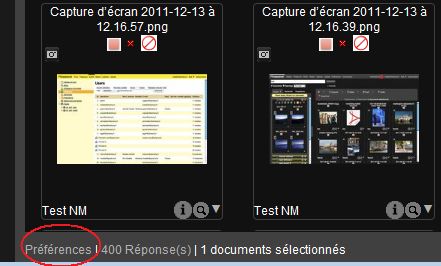 Capture d'écran 2011-12-13 à
12.16.57.png
Capture d'écran 2011-12-13 à
12.16.39.png
Users
Test NM
Test NM
Préférences | 400 Réponse(s) | 1 documents sélectionnés